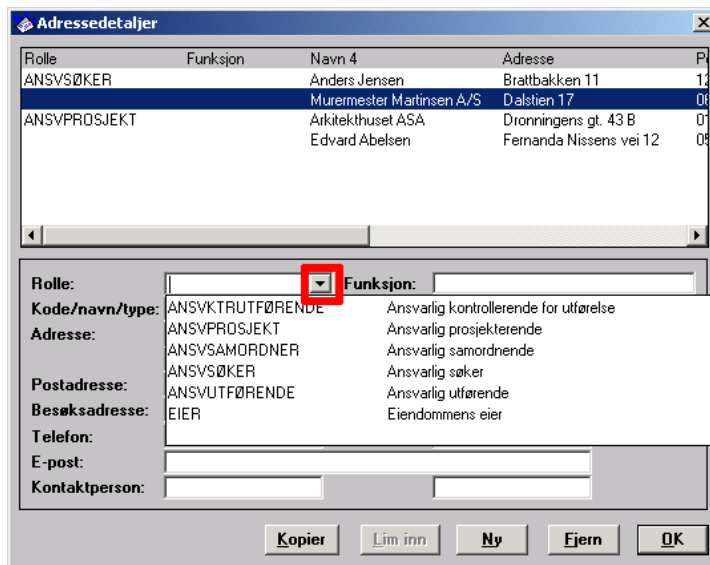 Adressedetaljer
Rolle Funksjon Navn 4 Adresse
ANSVSØKER Anders Jensen Brattbakken 11
Murermester Martinsen A/S Dalstien 17
ANSVPROSJEKT Arkitekthuset ASA Dronningens gt. 43 B
Edvard Abelsen Fernanda Nissens vei 12
Rolle: Funksjon:
Kode/navn/type: ANSVKTRUTFØRENDE Ansvarlig kontrollerende for utførelse
ANSVPROSJEKT Ansvarlig prosjekterende
Adresse: ANSVSAMORDNER Ansvarlig samordnende
ANSVSØKER Ansvarlig søker
Postadresse: ANSVUTFØRENDE Ansvarlig utførende
Besøksadresse: EIER Eiendommens eier
Telefon:
E-post:
Kontaktperson:
Kopier Lim inn Ny Fjern OK